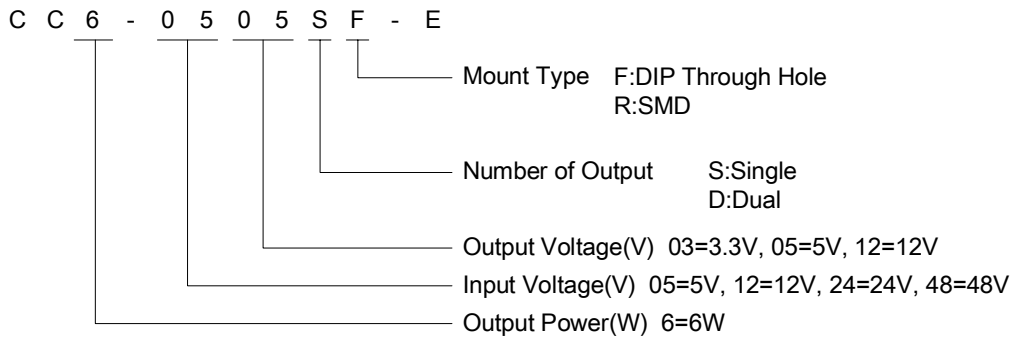 C C 6 - 0 5 0 5 S F - E
Mount Type F:DIP Through Hole
R:SMD
Number of Output S:Single
D:Dual
Output Voltage(V) 03=3.3V, 05=5V, 12=12V
Input Voltage(V) 05=5V, 12=12V, 24=24V, 48=48V
Output Power(W) 6=6W